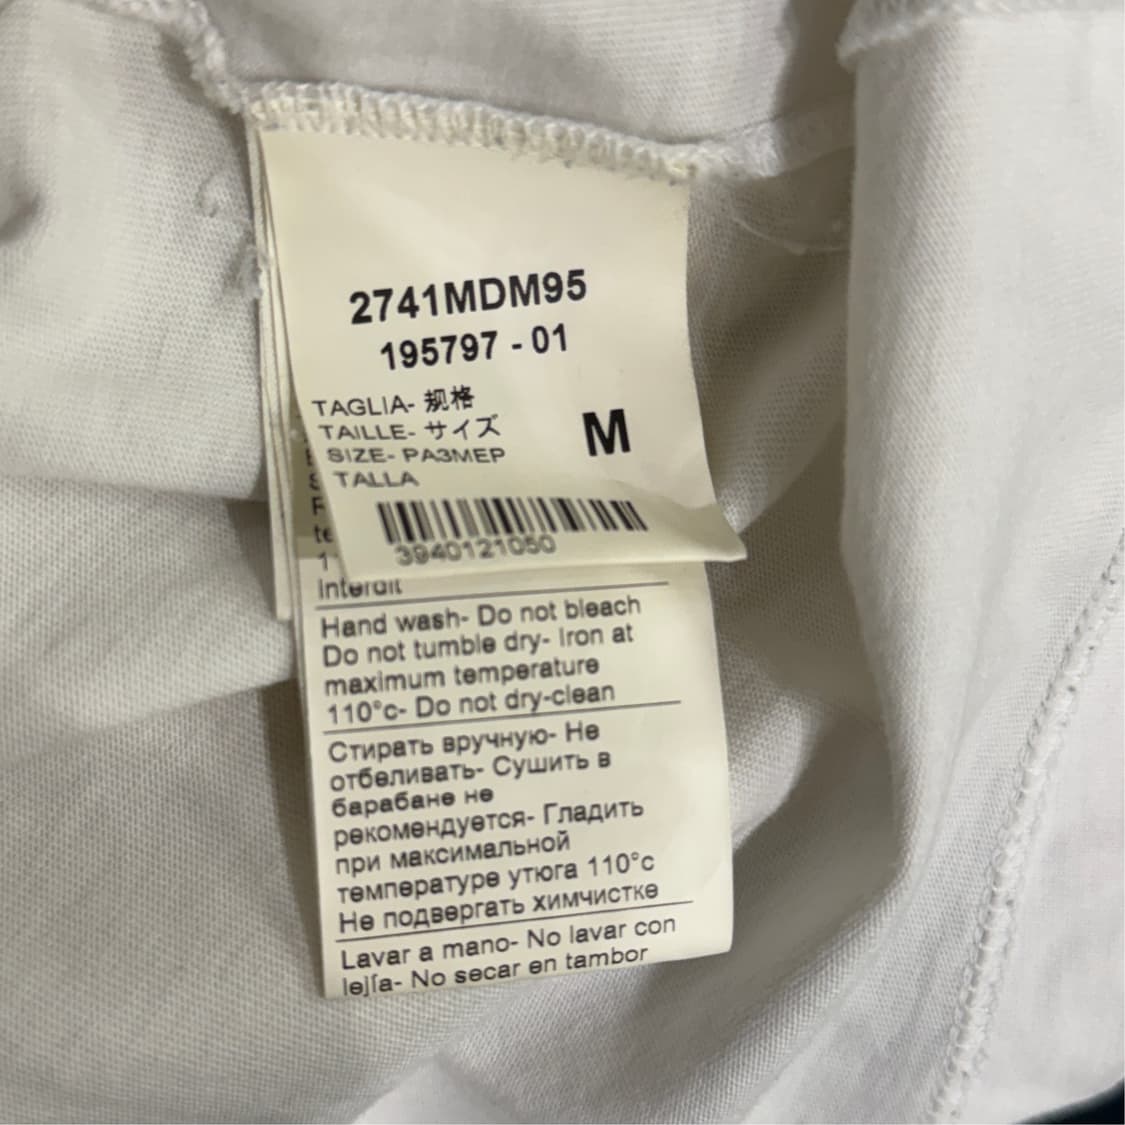 2741MDM95
195797 - 01
TAGLIA- 规格
TAILLE- サイズ
SIZE- РАЗМЕР
TALLA
M
3940121050
Interdit
Hand wash- Do not bleach
Do not tumble dry- Iron at
maximum temperature
110°c- Do not dry-clean
Стирать вручную- Не
отбеливать- Сушить в
барабане не
рекомендуется- Гладить
при максимальной
температуре утюга 110°c
Не подвергать химчистке
Lavar a mano- No lavar con
lejía- No secar en tambor